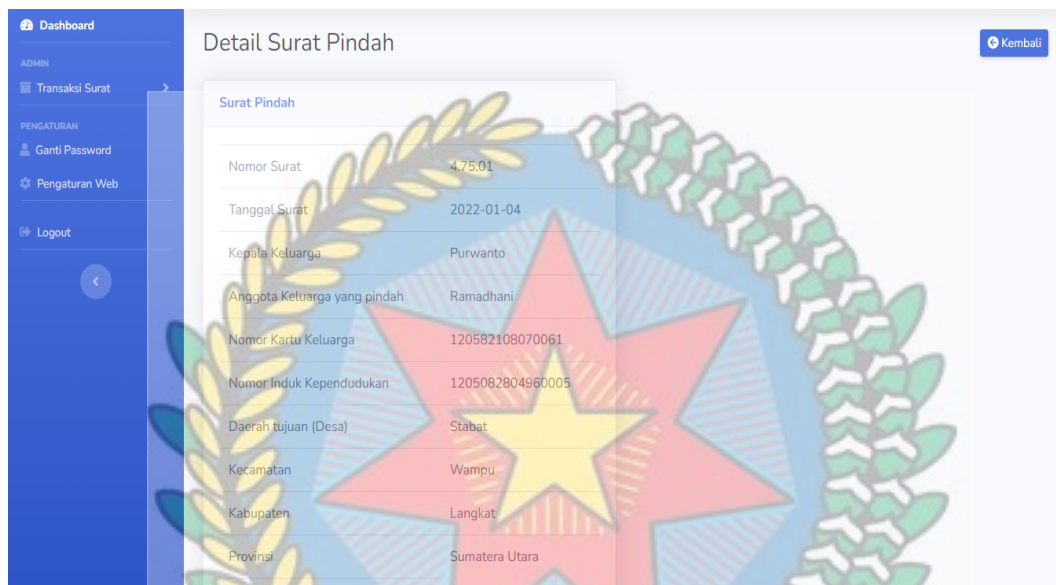 Dashboard
ADMIN
Transaksi Surat
PENGATURAN
Ganti Password
Pengaturan Web
Logout
Detail Surat Pindah
Kembali
Surat Pindah
Nomor Surat 4.75.01
Tanggal Surat 2022-01-04
Kepala Keluarga Purwanto
Anggota Keluarga yang pindah Ramadhani
Nomor Kartu Keluarga 120582108070061
Nomor Induk Kependudukan 1205082804960005
Daerah tujuan (Desa) Stabat
Kecamatan Wampu
Kabupaten Langkat
Provinsi Sumatera Utara